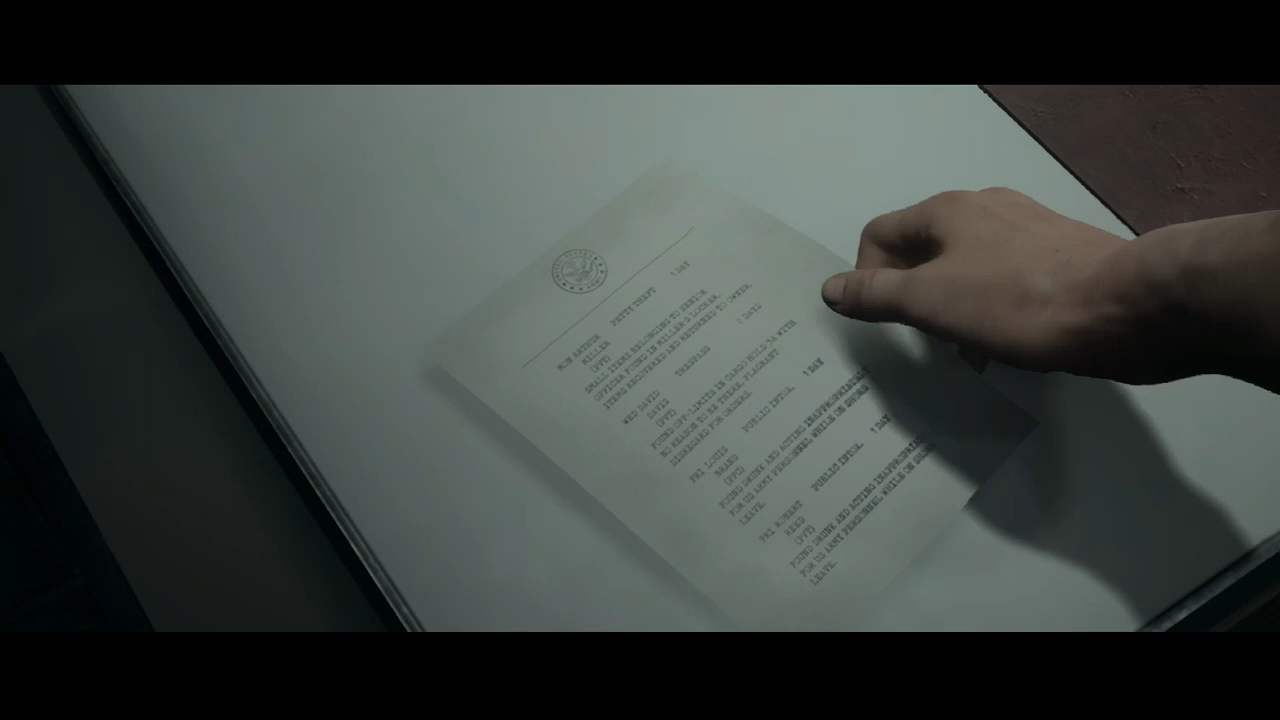 MON ARTHUR PETTY THEFT 1 DAY
MILLER
(PVT)
SMALL ITEMS BELONGING TO SENIOR
OFFICER FOUND IN MILLER'S LOCKER.
ITEMS RECOVERED AND RETURNED TO OWNER.
WED DAVID TRESPASS 2 DAYS
DAVIS
(PVT)
FOUND OFF-LIMITS IN CARGO HOLD 3A WITH
NO REASON TO BE THERE. FLAGRANT
DISREGARD FOR ORDERS.
FRI LOUIS PUBLIC INTOX. 1 DAY
BRAND
(PVT)
FOUND DRUNK AND ACTING INAPPROPRIATELY
FOR US ARMY PERSONNEL WHILE ON SHORE
LEAVE.
FRI ROBERT PUBLIC INTOX. 1 DAY
REED
(PVT)
FOUND DRUNK AND ACTING INAPPROPRIATELY
FOR US ARMY PERSONNEL WHILE ON SHORE
LEAVE.